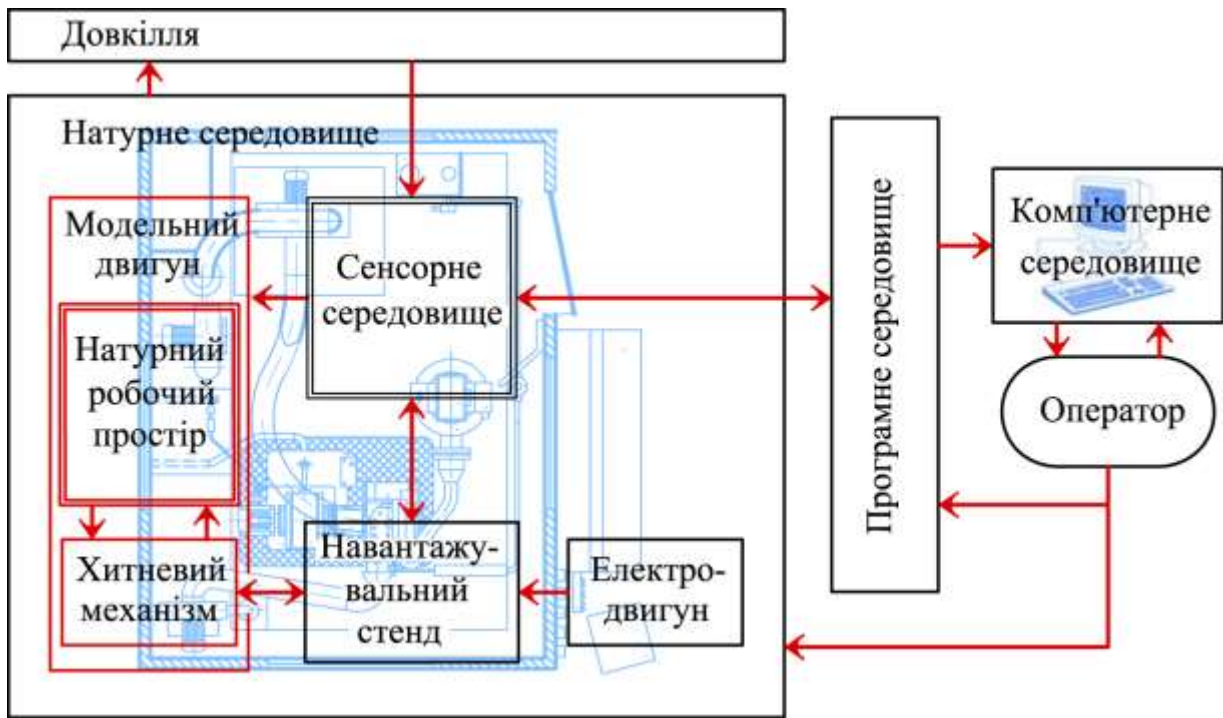 Довкілля
Натурне середовище
Модельний
двигун
Сенсорне
середовище
Натурний
робочий
простір
Хитневий
механізм
Навантажу-
вальний
стенд
Електро-
двигун
Програмне середовище
Комп'ютерне
середовище
Оператор